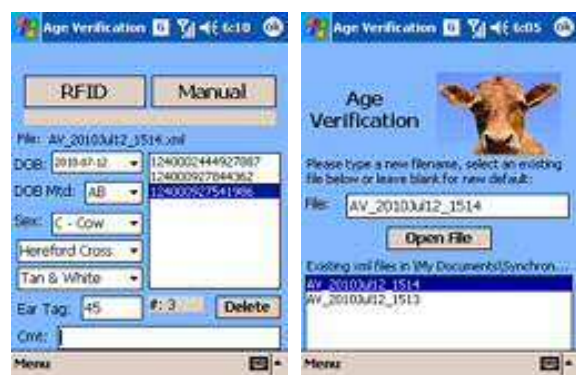 Age Verification G 6:10 ok
RFID Manual
File: AV_2010Jul12_1514.xml
DOB: 2010-07-12
DOB Mtd: AB
Sex: C - Cow
Hereford Cross
Tan & White
Ear Tag: 45
1240002444927887
124000927844362
124000927541986
#: 3 Delete
Cmt:
Menu
Age Verification G 6:05 ok
Age
Verification
Please type a new filename, select an existing
file below or leave blank for new default:
File: AV_2010Jul12_1514
Open File
Existing xml files in \My Documents\Synchron...
AV_2010Jul12_1514
AV_2010Jul12_1513
Menu